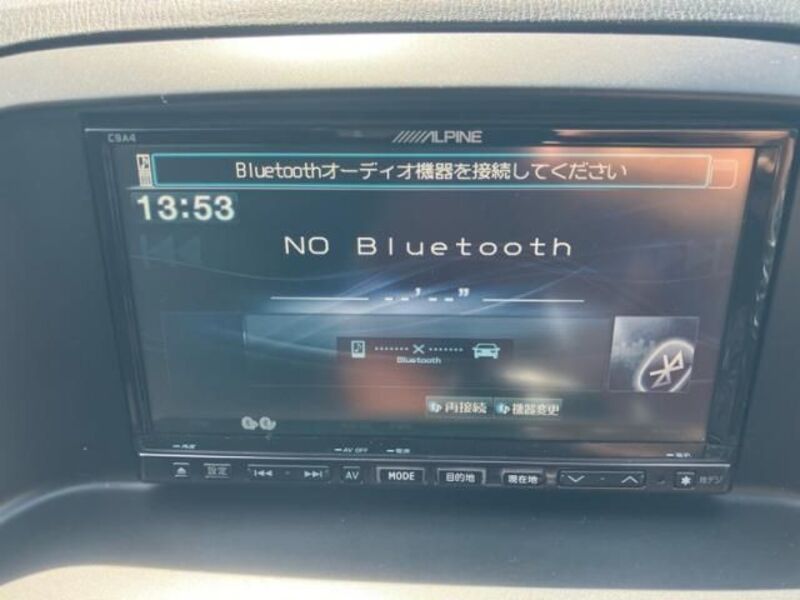 ALPINE
Bluetoothオーディオ機器を接続してください
13:53
NO Bluetooth
--'--"
Bluetooth
再接続 機器変更
AV OFF
設定 AV MODE 目的地 現在地